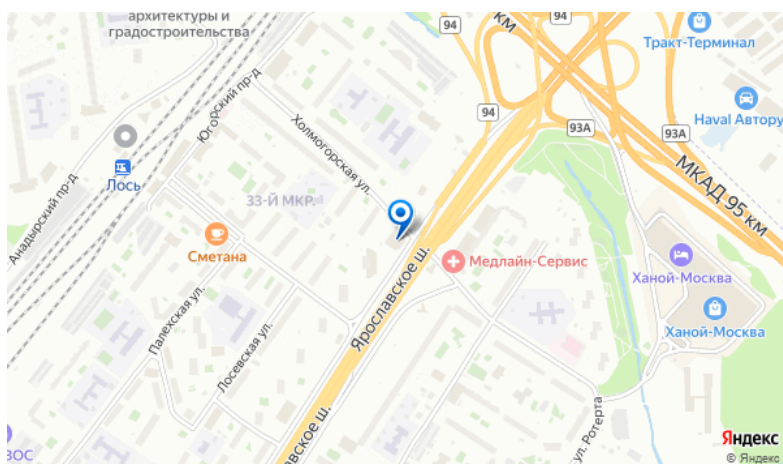 архитектуры и
градостроительства
94
км
Тракт-Терминал
Югорский пр-д
94
93А
93А
Haval Автору
Холмогорская ул.
Лось
33-Й МКР.
МКАД 95 км
Анадырский пр-д
Сметана
Медлайн-Сервис
Ханой-Москва
Ярославское ш.
Палехская ул.
Лосевская ул.
Ханой-Москва
ул. Ротерта
вское ш.
ВОС
Яндекс
© Яндекс